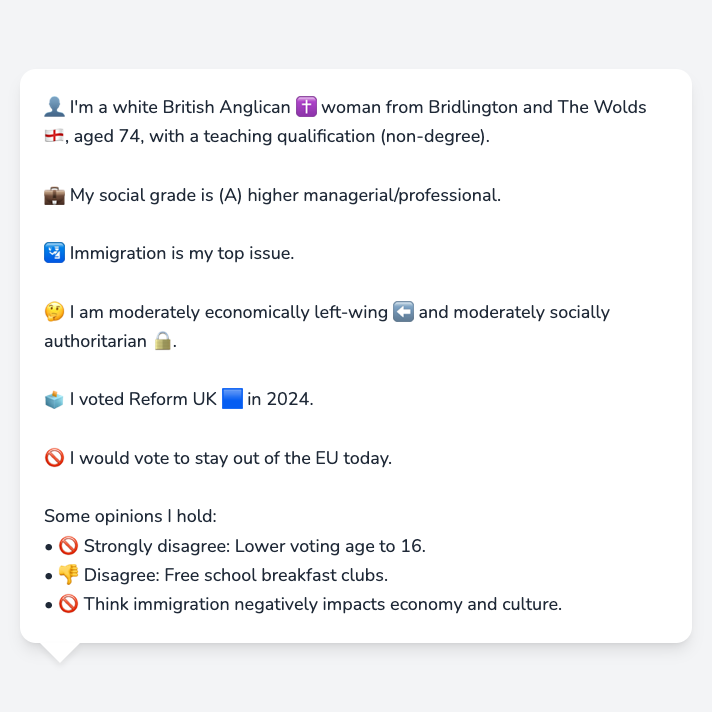 👤 I'm a white British Anglican ✝️ woman from Bridlington and The Wolds
🏴󠁧󠁢󠁥󠁮󠁧󠁿, aged 74, with a teaching qualification (non-degree).
💼 My social grade is (A) higher managerial/professional.
🛂 Immigration is my top issue.
🤔 I am moderately economically left-wing ⬅️ and moderately socially
authoritarian 🔒.
🗳️ I voted Reform UK 🟦 in 2024.
🚫 I would vote to stay out of the EU today.
Some opinions I hold:
• 🚫 Strongly disagree: Lower voting age to 16.
• 👎 Disagree: Free school breakfast clubs.
• 🚫 Think immigration negatively impacts economy and culture.